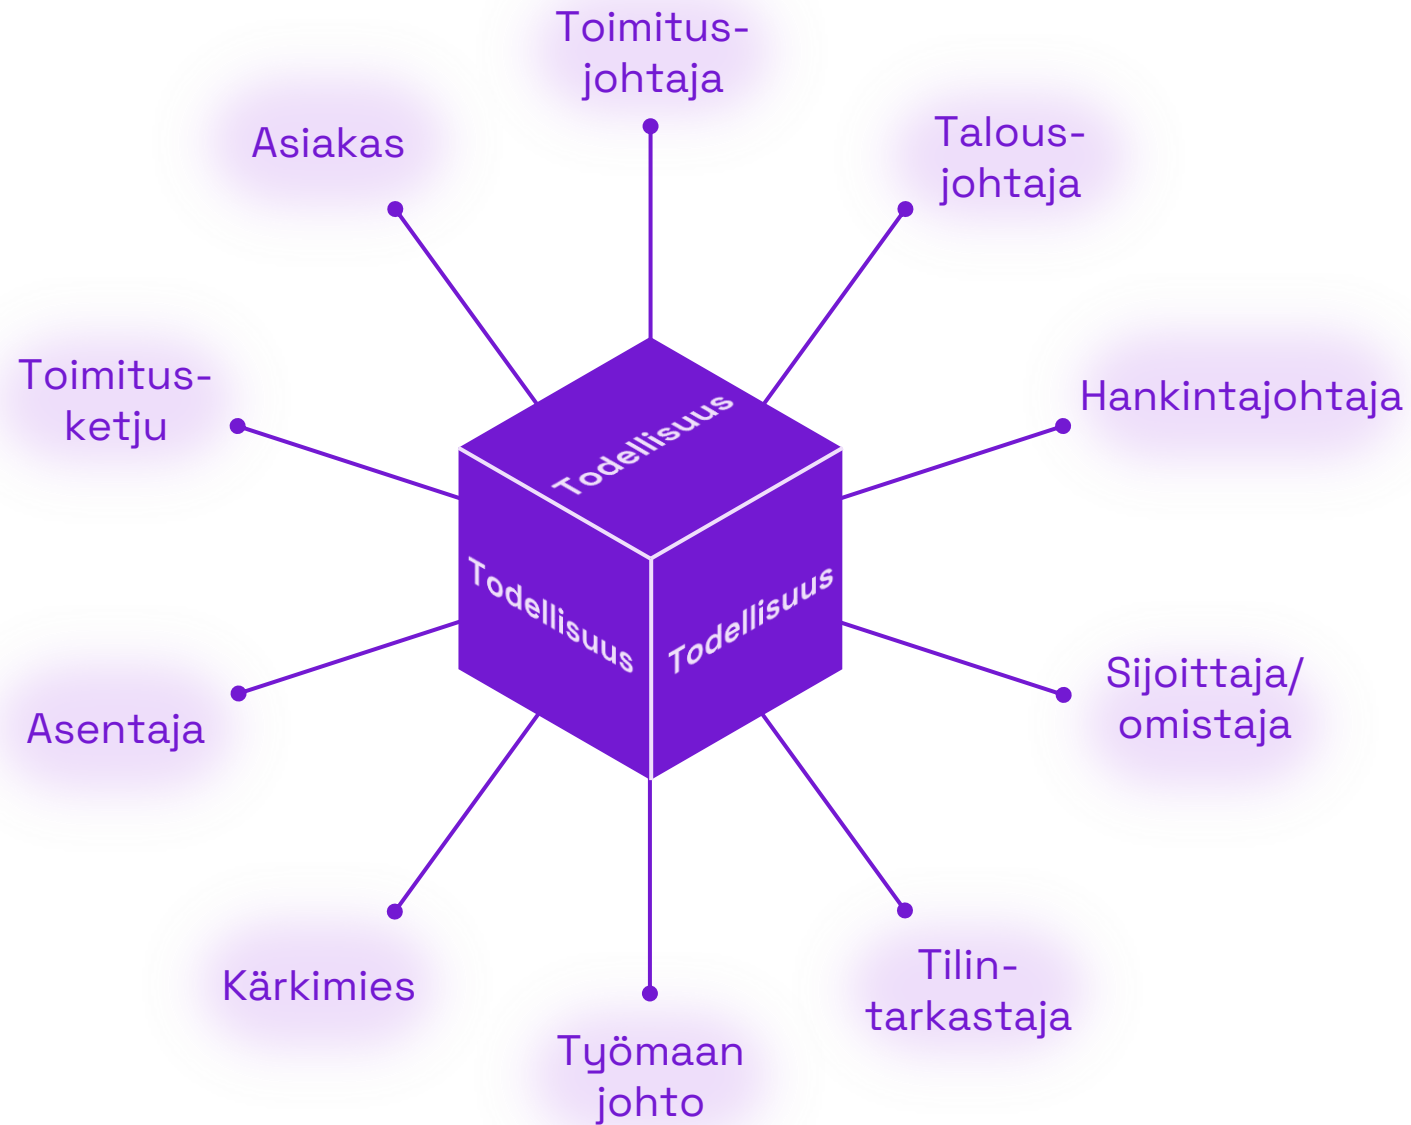 Toimitus-
johtaja
Asiakas
Talous-
johtaja
Toimitus-
ketju
Hankintajohtaja
Todellisuus
Todellisuus
Todellisuus
Asentaja
Sijoittaja/
omistaja
Kärkimies
Tilin-
tarkastaja
Työmaan
johto